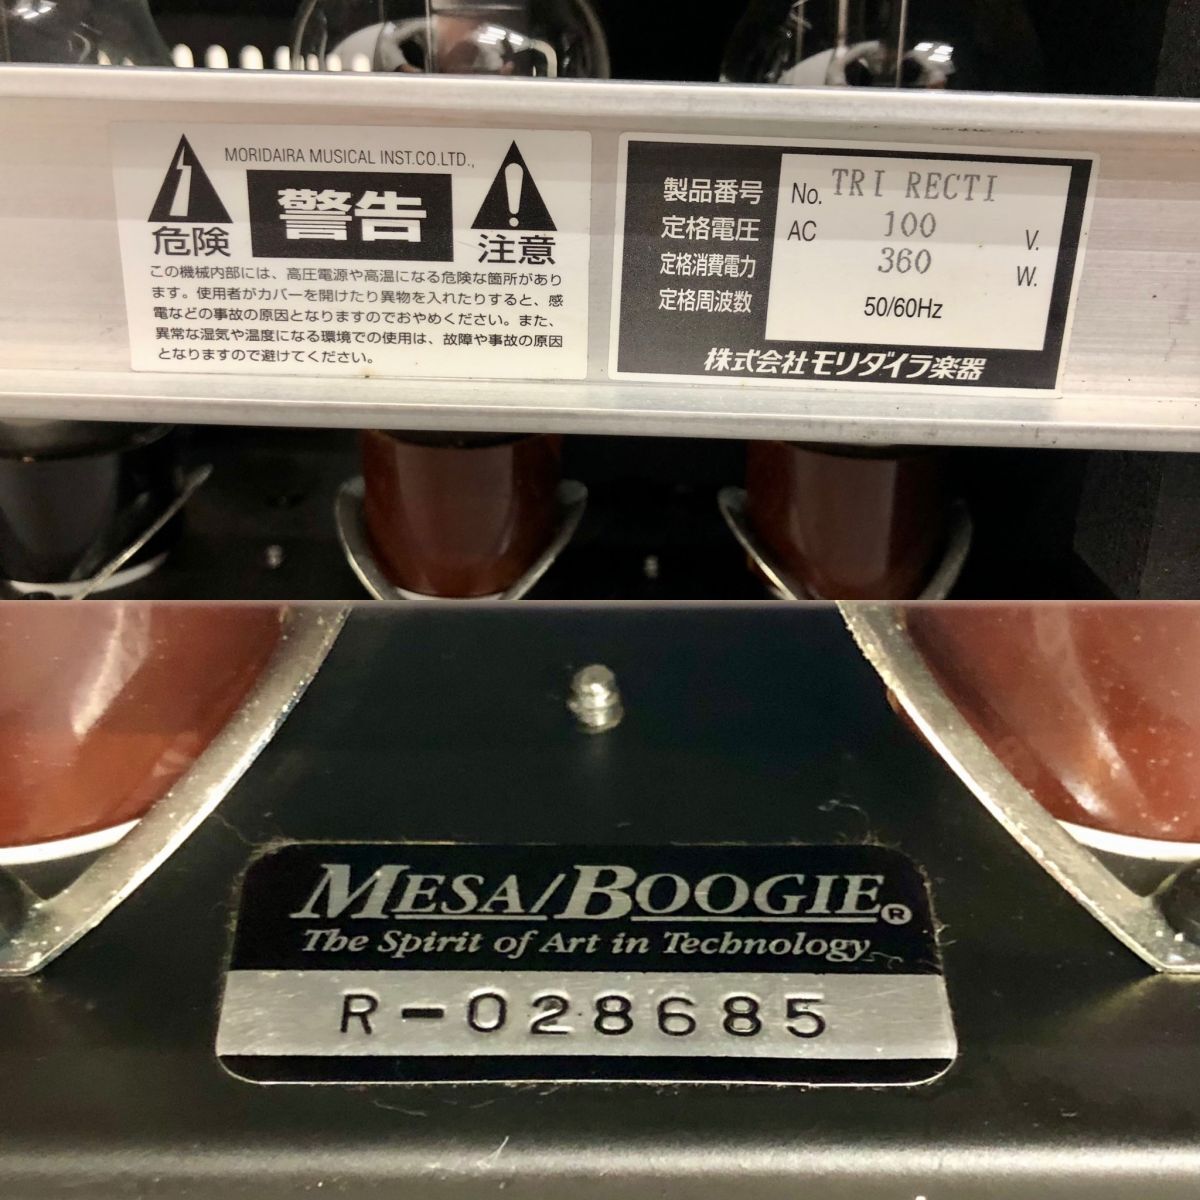 MORIDAIRA MUSICAL INST.CO.LTD.,
危険
警告
注意
この機械内部には、高圧電源や高温になる危険な箇所があり
ます。使用者がカバーを開けたり異物を入れたりすると、感
電などの事故の原因となりますのでおやめください。また、
異常な湿気や温度になる環境での使用は、故障や事故の原因
となりますので避けてください。
製品番号 No. TRI RECTI
定格電圧 AC 100 V.
定格消費電力 360 W.
定格周波数 50/60Hz
株式会社モリダイラ楽器
MESA/BOOGIE®
The Spirit of Art in Technology
R-028685